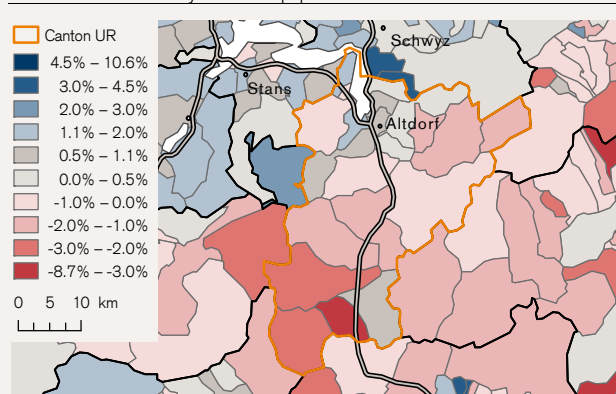 Canton UR
4.5% – 10.6%
3.0% – 4.5%
2.0% – 3.0%
1.1% – 2.0%
0.5% – 1.1%
0.0% – 0.5%
-1.0% – 0.0%
-2.0% – -1.0%
-3.0% – -2.0%
-8.7% – -3.0%
0 5 10 km
Schwyz
Stans
Altdorf